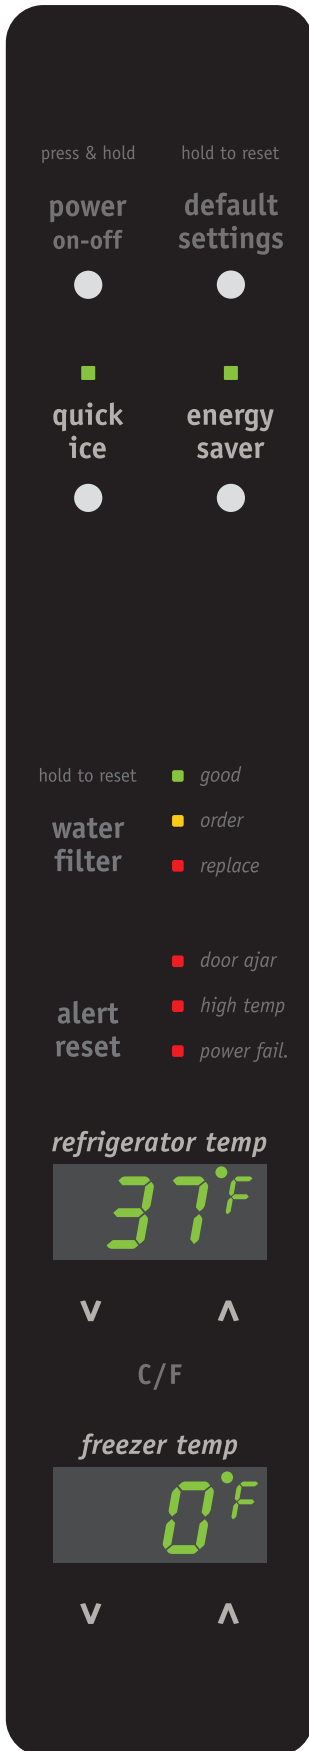 press & hold
hold to reset
power
on-off
default
settings
quick
ice
energy
saver
hold to reset
water
filter
good
order
replace
alert
reset
door ajar
high temp
power fail.
refrigerator temp
37°F
v ʌ
C/F
freezer temp
0°F
v ʌ